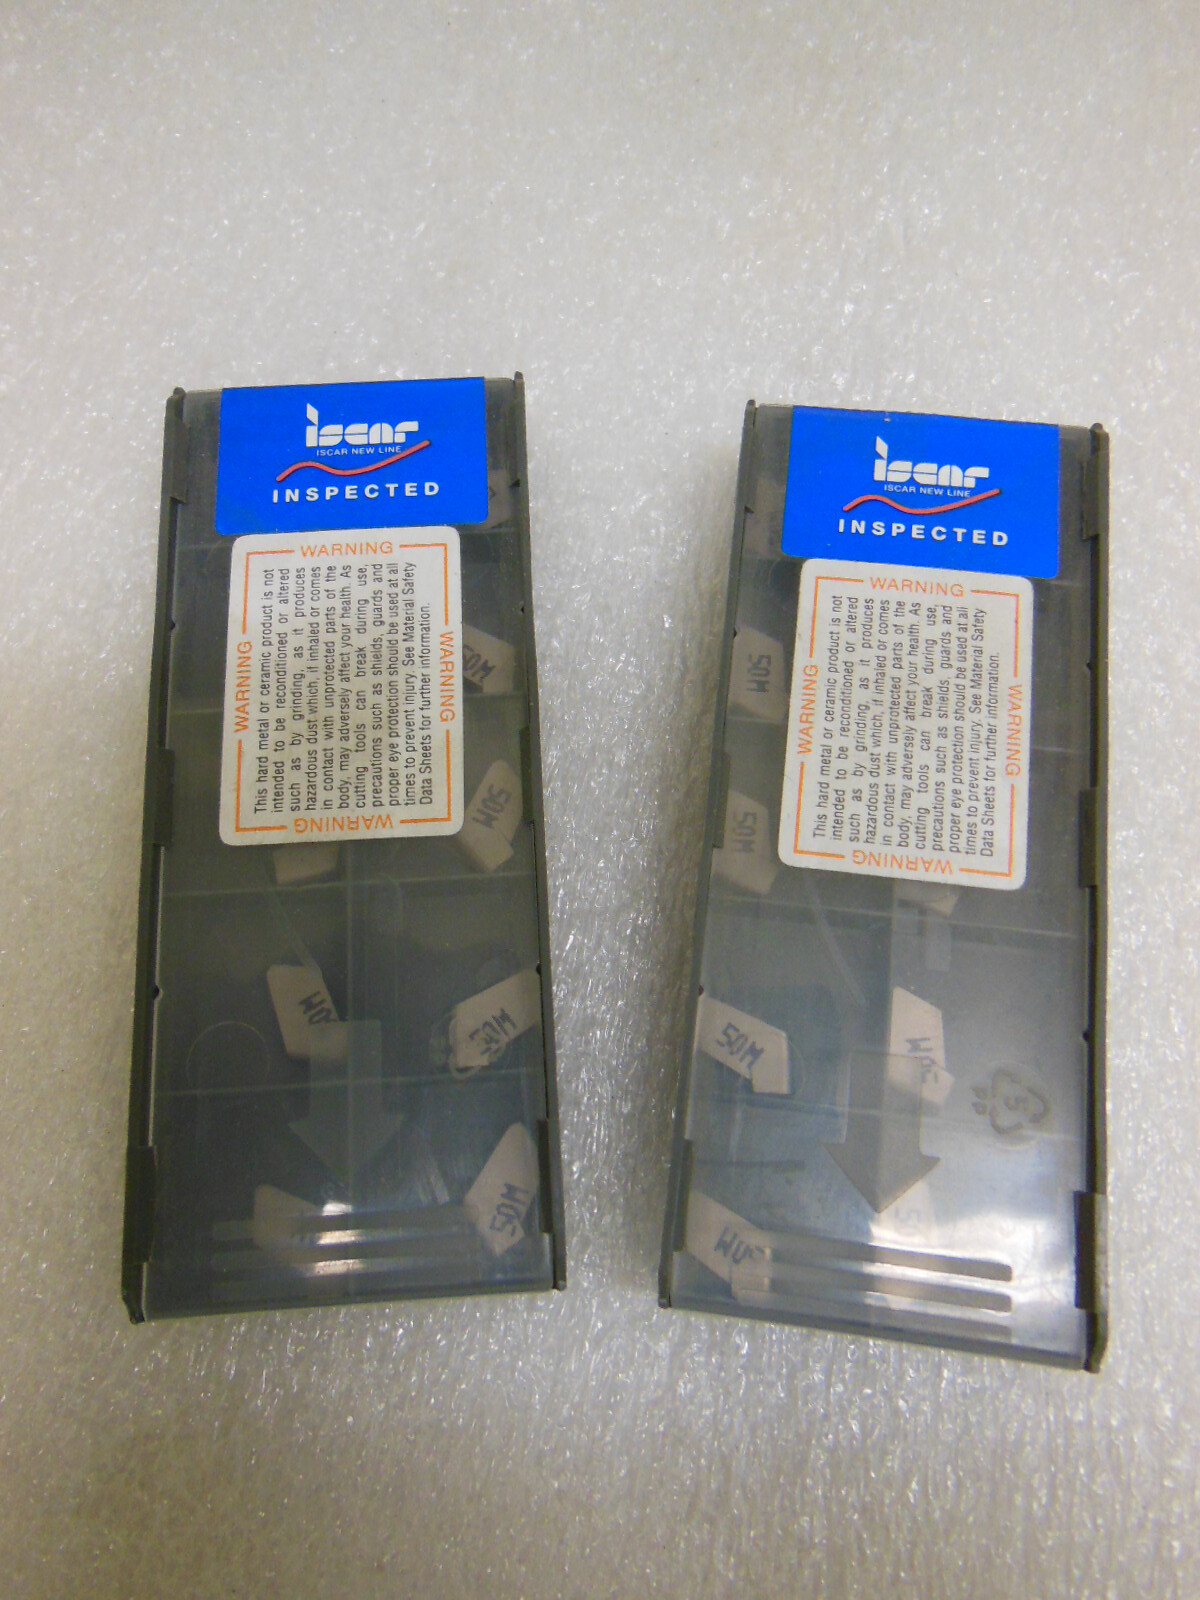 iscar
ISCAR NEW LINE
INSPECTED
WARNING
WARNING
This hard metal or ceramic product is not
intended to be reconditioned or altered
such as by grinding, as it produces
hazardous dust which, if inhaled or comes
in contact with unprotected parts of the
body, may adversely affect your health. As
cutting tools can break during use,
precautions such as shields, guards and
proper eye protection should be used at all
times to prevent injury. See Material Safety
Data Sheets for further information.
WARNING
WARNING
50M
50M
50M
50M
iscar
ISCAR NEW LINE
INSPECTED
WARNING
WARNING
This hard metal or ceramic product is not
intended to be reconditioned or altered
such as by grinding, as it produces
hazardous dust which, if inhaled or comes
in contact with unprotected parts of the
body, may adversely affect your health. As
cutting tools can break during use,
precautions such as shields, guards and
proper eye protection should be used at all
times to prevent injury. See Material Safety
Data Sheets for further information.
WARNING
WARNING
50M
50M
50M
50M
5